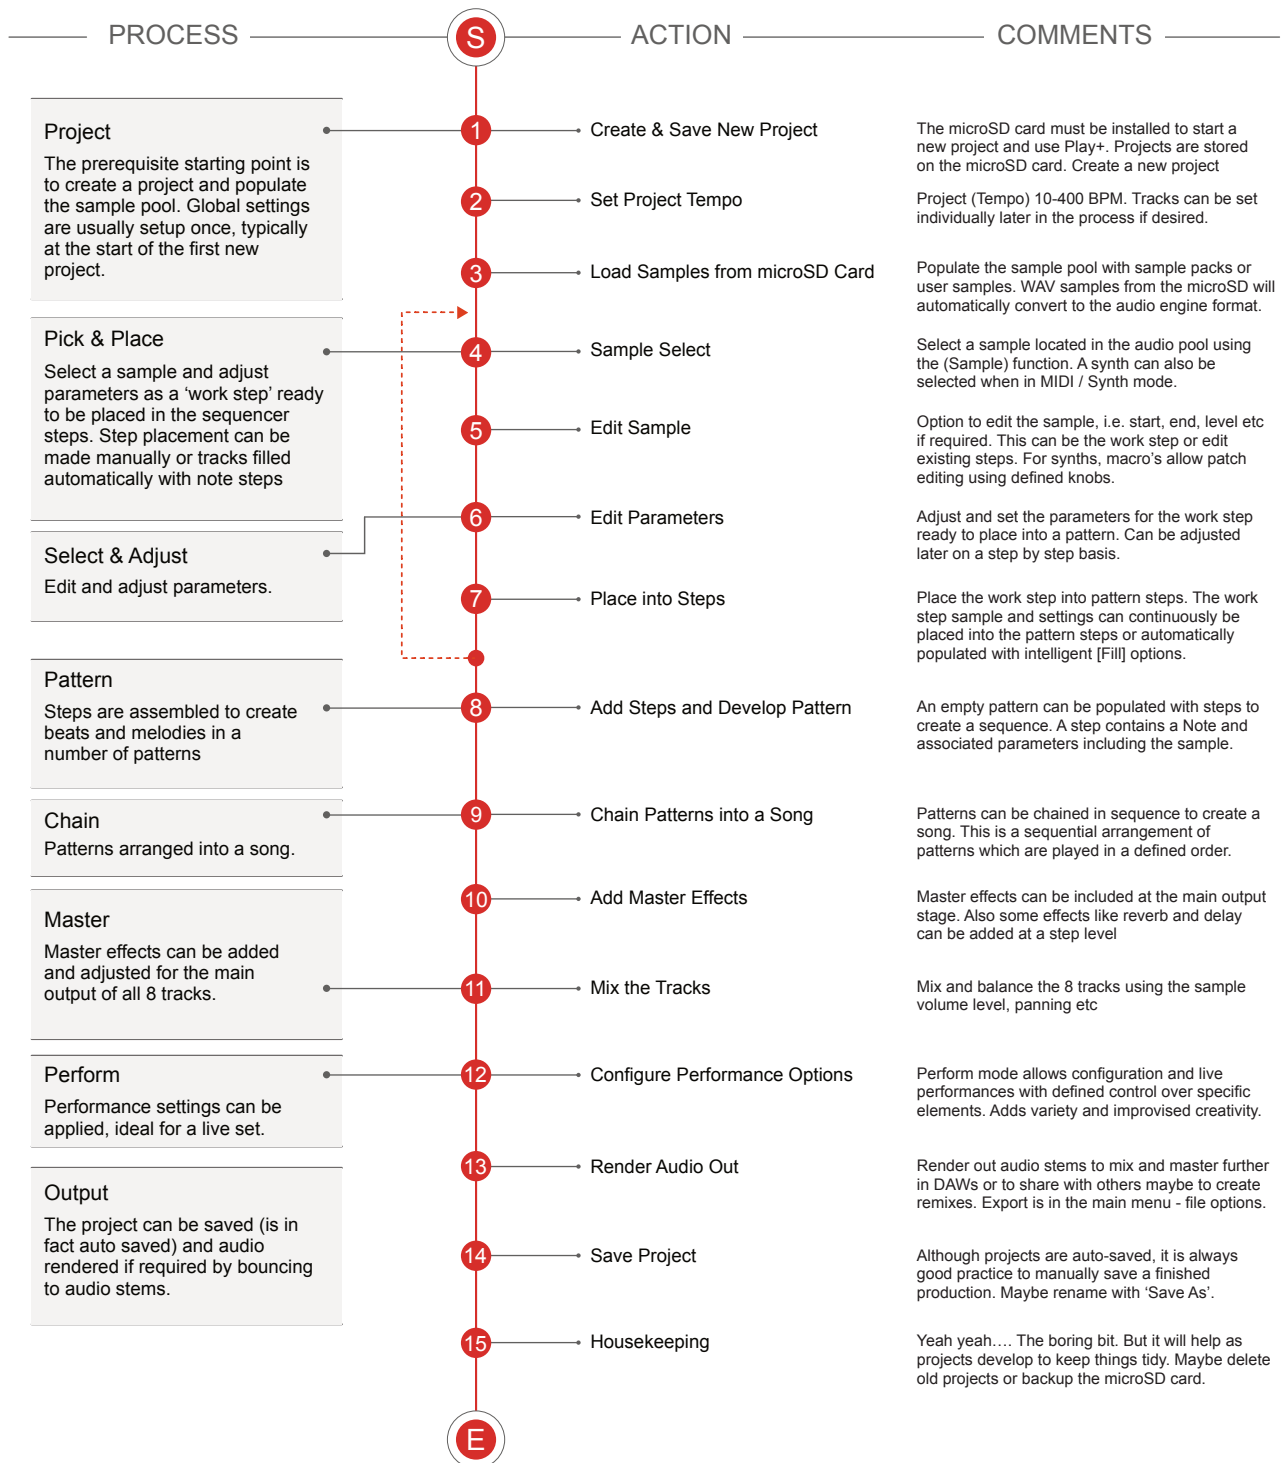 PROCESS
S
ACTION
COMMENTS
Project
The prerequisite starting point is
to create a project and populate
the sample pool. Global settings
are usually setup once, typically
at the start of the first new
project.
1
Create & Save New Project
The microSD card must be installed to start a
new project and use Play+. Projects are stored
on the microSD card. Create a new project
2
Set Project Tempo
Project (Tempo) 10-400 BPM. Tracks can be set
individually later in the process if desired.
3
Load Samples from microSD Card
Populate the sample pool with sample packs or
user samples. WAV samples from the microSD will
automatically convert to the audio engine format.
Pick & Place
Select a sample and adjust
parameters as a ‘work step’ ready
to be placed in the sequencer
steps. Step placement can be
made manually or tracks filled
automatically with note steps
4
Sample Select
Select a sample located in the audio pool using
the (Sample) function. A synth can also be
selected when in MIDI / Synth mode.
5
Edit Sample
Option to edit the sample, i.e. start, end, level etc
if required. This can be the work step or edit
existing steps. For synths, macro’s allow patch
editing using defined knobs.
Select & Adjust
Edit and adjust parameters.
6
Edit Parameters
Adjust and set the parameters for the work step
ready to place into a pattern. Can be adjusted
later on a step by step basis.
7
Place into Steps
Place the work step into pattern steps. The work
step sample and settings can continuously be
placed into the pattern steps or automatically
populated with intelligent [Fill] options.
Pattern
Steps are assembled to create
beats and melodies in a
number of patterns
8
Add Steps and Develop Pattern
An empty pattern can be populated with steps to
create a sequence. A step contains a Note and
associated parameters including the sample.
Chain
Patterns arranged into a song.
9
Chain Patterns into a Song
Patterns can be chained in sequence to create a
song. This is a sequential arrangement of
patterns which are played in a defined order.
Master
Master effects can be added
and adjusted for the main
output of all 8 tracks.
10
Add Master Effects
Master effects can be included at the main output
stage. Also some effects like reverb and delay
can be added at a step level
11
Mix the Tracks
Mix and balance the 8 tracks using the sample
volume level, panning etc
Perform
Performance settings can be
applied, ideal for a live set.
12
Configure Performance Options
Perform mode allows configuration and live
performances with defined control over specific
elements. Adds variety and improvised creativity.
Output
The project can be saved (is in
fact auto saved) and audio
rendered if required by bouncing
to audio stems.
13
Render Audio Out
Render out audio stems to mix and master further
in DAWs or to share with others maybe to create
remixes. Export is in the main menu - file options.
14
Save Project
Although projects are auto-saved, it is always
good practice to manually save a finished
production. Maybe rename with ‘Save As’.
15
Housekeeping
Yeah yeah…. The boring bit. But it will help as
projects develop to keep things tidy. Maybe delete
old projects or backup the microSD card.
E